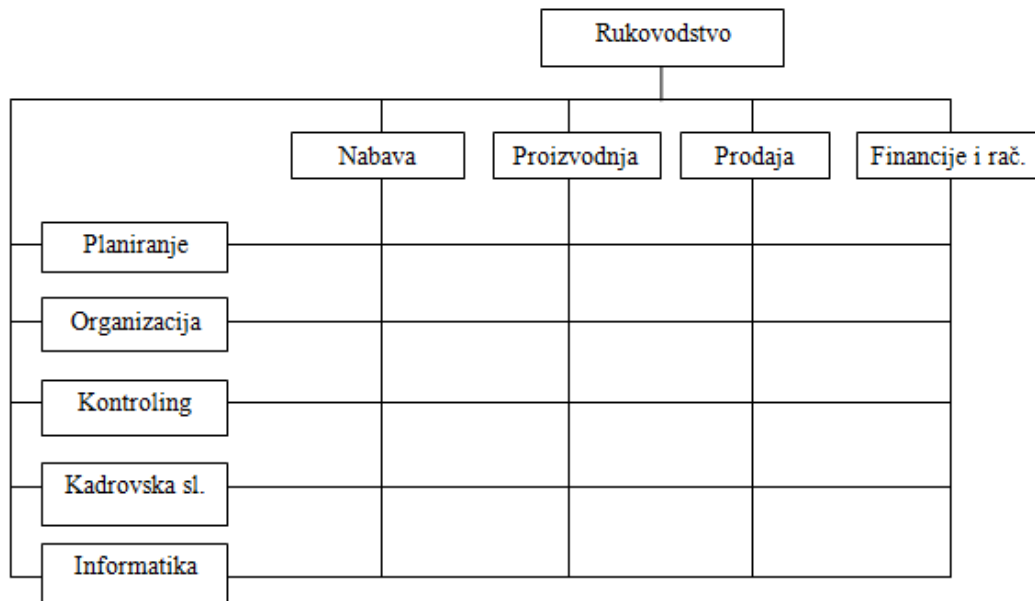 Rukovodstvo
Nabava
Proizvodnja
Prodaja
Financije i rač.
Planiranje
Organizacija
Kontroling
Kadrovska sl.
Informatika